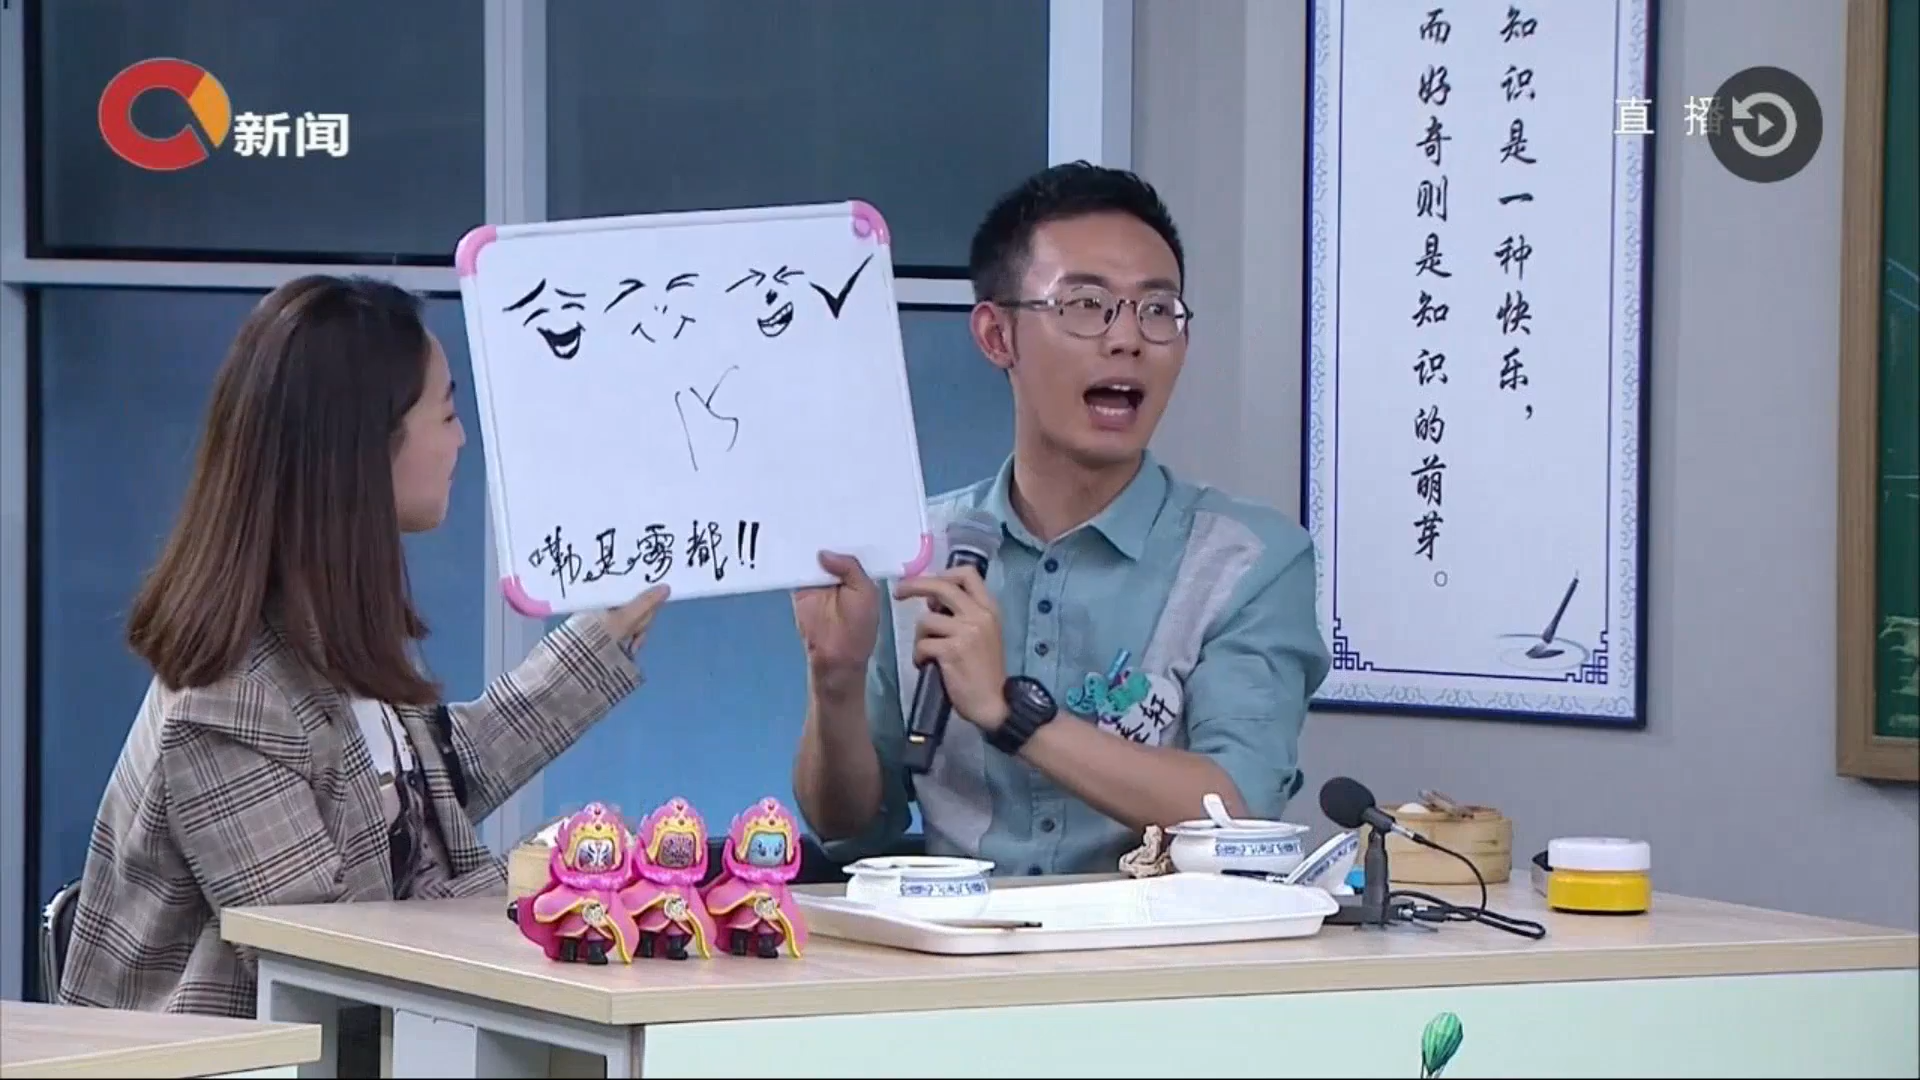 新闻
直播
知识是一种快乐，
而好奇则是知识的萌芽。
嘞是雾都!!